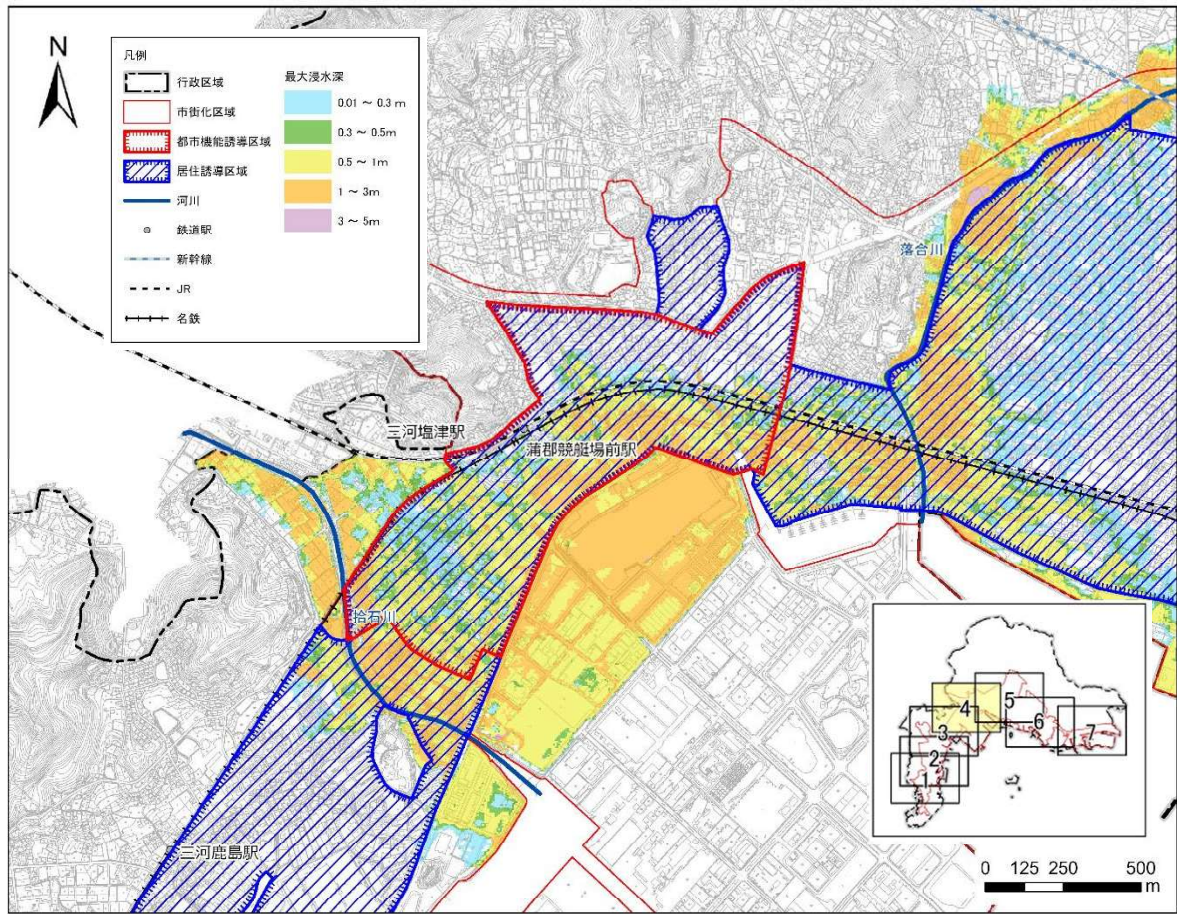 N
凡例
行政区域
市街化区域
都市機能誘導区域
居住誘導区域
河川
鉄道駅
新幹線
JR
名鉄
最大浸水深
0.01 ～ 0.3 m
0.3 ～ 0.5m
0.5 ～ 1m
1 ～ 3m
3 ～ 5m
落合川
三河塩津駅
蒲郡競艇場前駅
拾石川
三河鹿島駅
1
2
3
4
5
6
7
0 125 250 500
m